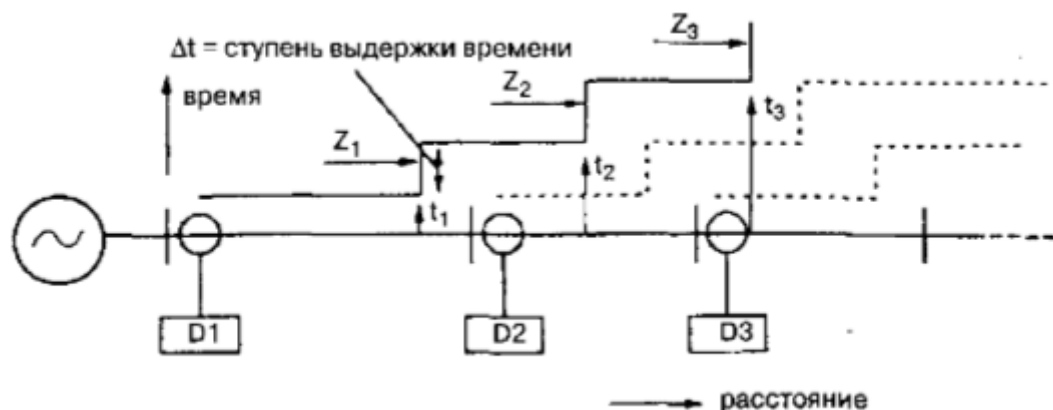 Z₃
Δt = ступень выдержки времени
время
Z₂
t₃
Z₁
t₂
t₁
D1
D2
D3
расстояние